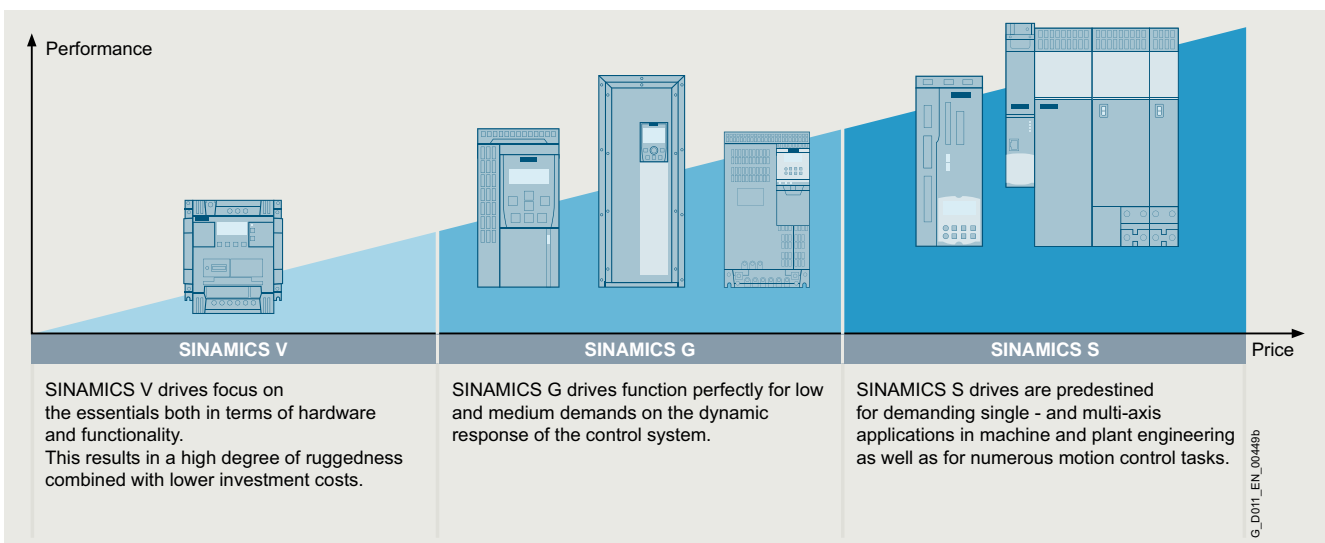 Performance
SINAMICS V
SINAMICS G
SINAMICS S
Price
SINAMICS V drives focus on
the essentials both in terms of hardware
and functionality.
This results in a high degree of ruggedness
combined with lower investment costs.
SINAMICS G drives function perfectly for low
and medium demands on the dynamic
response of the control system.
SINAMICS S drives are predestined
for demanding single - and multi-axis
applications in machine and plant engineering
as well as for numerous motion control tasks.
G_D011_EN_00449b